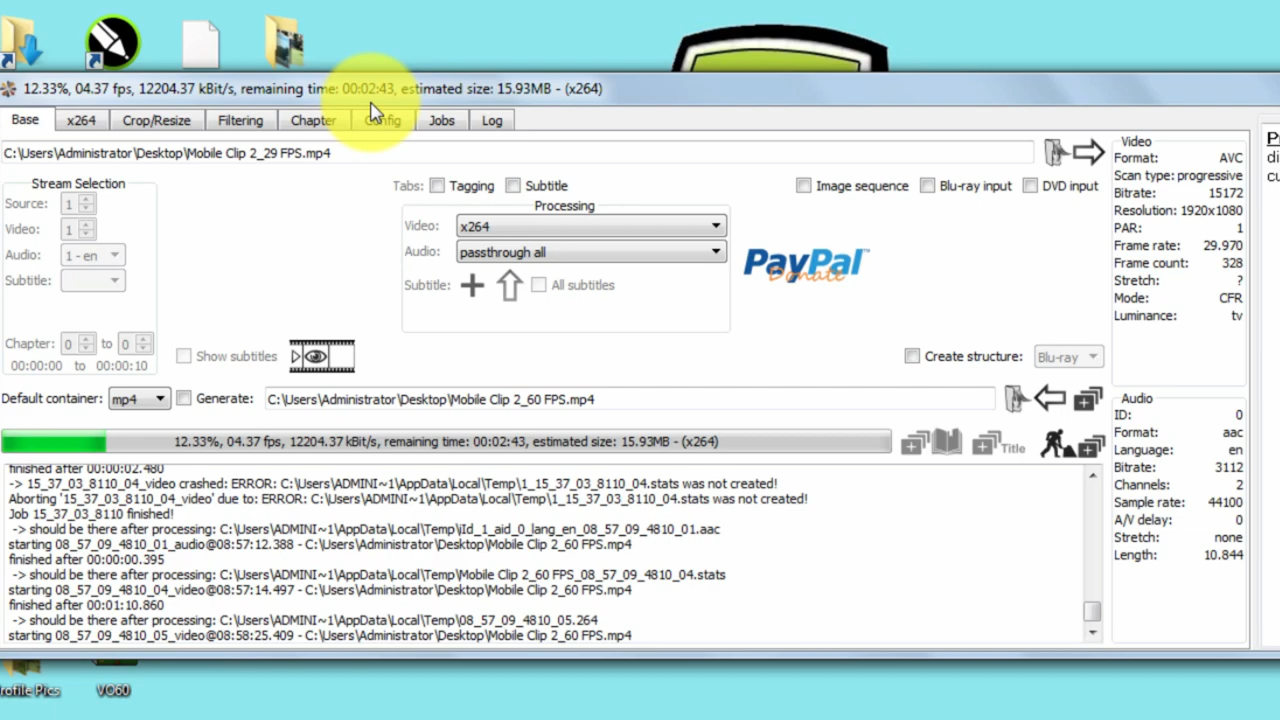 12.33%, 04.37 fps, 12204.37 kBit/s, remaining time: 00:02:43, estimated size: 15.93MB - (x264)
Base x264 Crop/Resize Filtering Chapter Config Jobs Log
C:\Users\Administrator\Desktop\Mobile Clip 2_29 FPS.mp4
Stream Selection
Source: 1
Video: 1
Audio: 1 - en
Subtitle:
Chapter: 0 to 0
00:00:00 to 00:00:10
Tabs: Tagging Subtitle
Image sequence Blu-ray input DVD input
Processing
Video: x264
Audio: passthrough all
Subtitle: All subtitles
PayPal
Donate
Show subtitles
Create structure: Blu-ray
Default container: mp4 Generate: C:\Users\Administrator\Desktop\Mobile Clip 2_60 FPS.mp4
12.33%, 04.37 fps, 12204.37 kBit/s, remaining time: 00:02:43, estimated size: 15.93MB - (x264)
Title
finished after 00:00:02.480
-> 15_37_03_8110_04_video crashed: ERROR: C:\Users\ADMINI~1\AppData\Local\Temp\1_15_37_03_8110_04.stats was not created!
Aborting '15_37_03_8110_04_video' due to: ERROR: C:\Users\ADMINI~1\AppData\Local\Temp\1_15_37_03_8110_04.stats was not created!
Job 15_37_03_8110 finished!
-> should be there after processing: C:\Users\ADMINI~1\AppData\Local\Temp\iId_1_aid_0_lang_en_08_57_09_4810_01.aac
starting 08_57_09_4810_01_audio@08:57:12.388 - C:\Users\Administrator\Desktop\Mobile Clip 2_60 FPS.mp4
finished after 00:00:00.395
-> should be there after processing: C:\Users\ADMINI~1\AppData\Local\Temp\Mobile Clip 2_60 FPS_08_57_09_4810_04.stats
starting 08_57_09_4810_04_video@08:57:14.497 - C:\Users\Administrator\Desktop\Mobile Clip 2_60 FPS.mp4
finished after 00:01:10.860
-> should be there after processing: C:\Users\ADMINI~1\AppData\Local\Temp\08_57_09_4810_05.264
starting 08_57_09_4810_05_video@08:58:25.409 - C:\Users\Administrator\Desktop\Mobile Clip 2_60 FPS.mp4
Video
Format: AVC
Scan type: progressive
Bitrate: 15172
Resolution: 1920x1080
PAR: 1
Frame rate: 29.970
Frame count: 328
Stretch: ?
Mode: CFR
Luminance: tv
Audio
ID: 0
Format: aac
Language: en
Bitrate: 3112
Channels: 2
Sample rate: 44100
A/V delay: 0
Stretch: none
Length: 10.844
rofile Pics
VC60